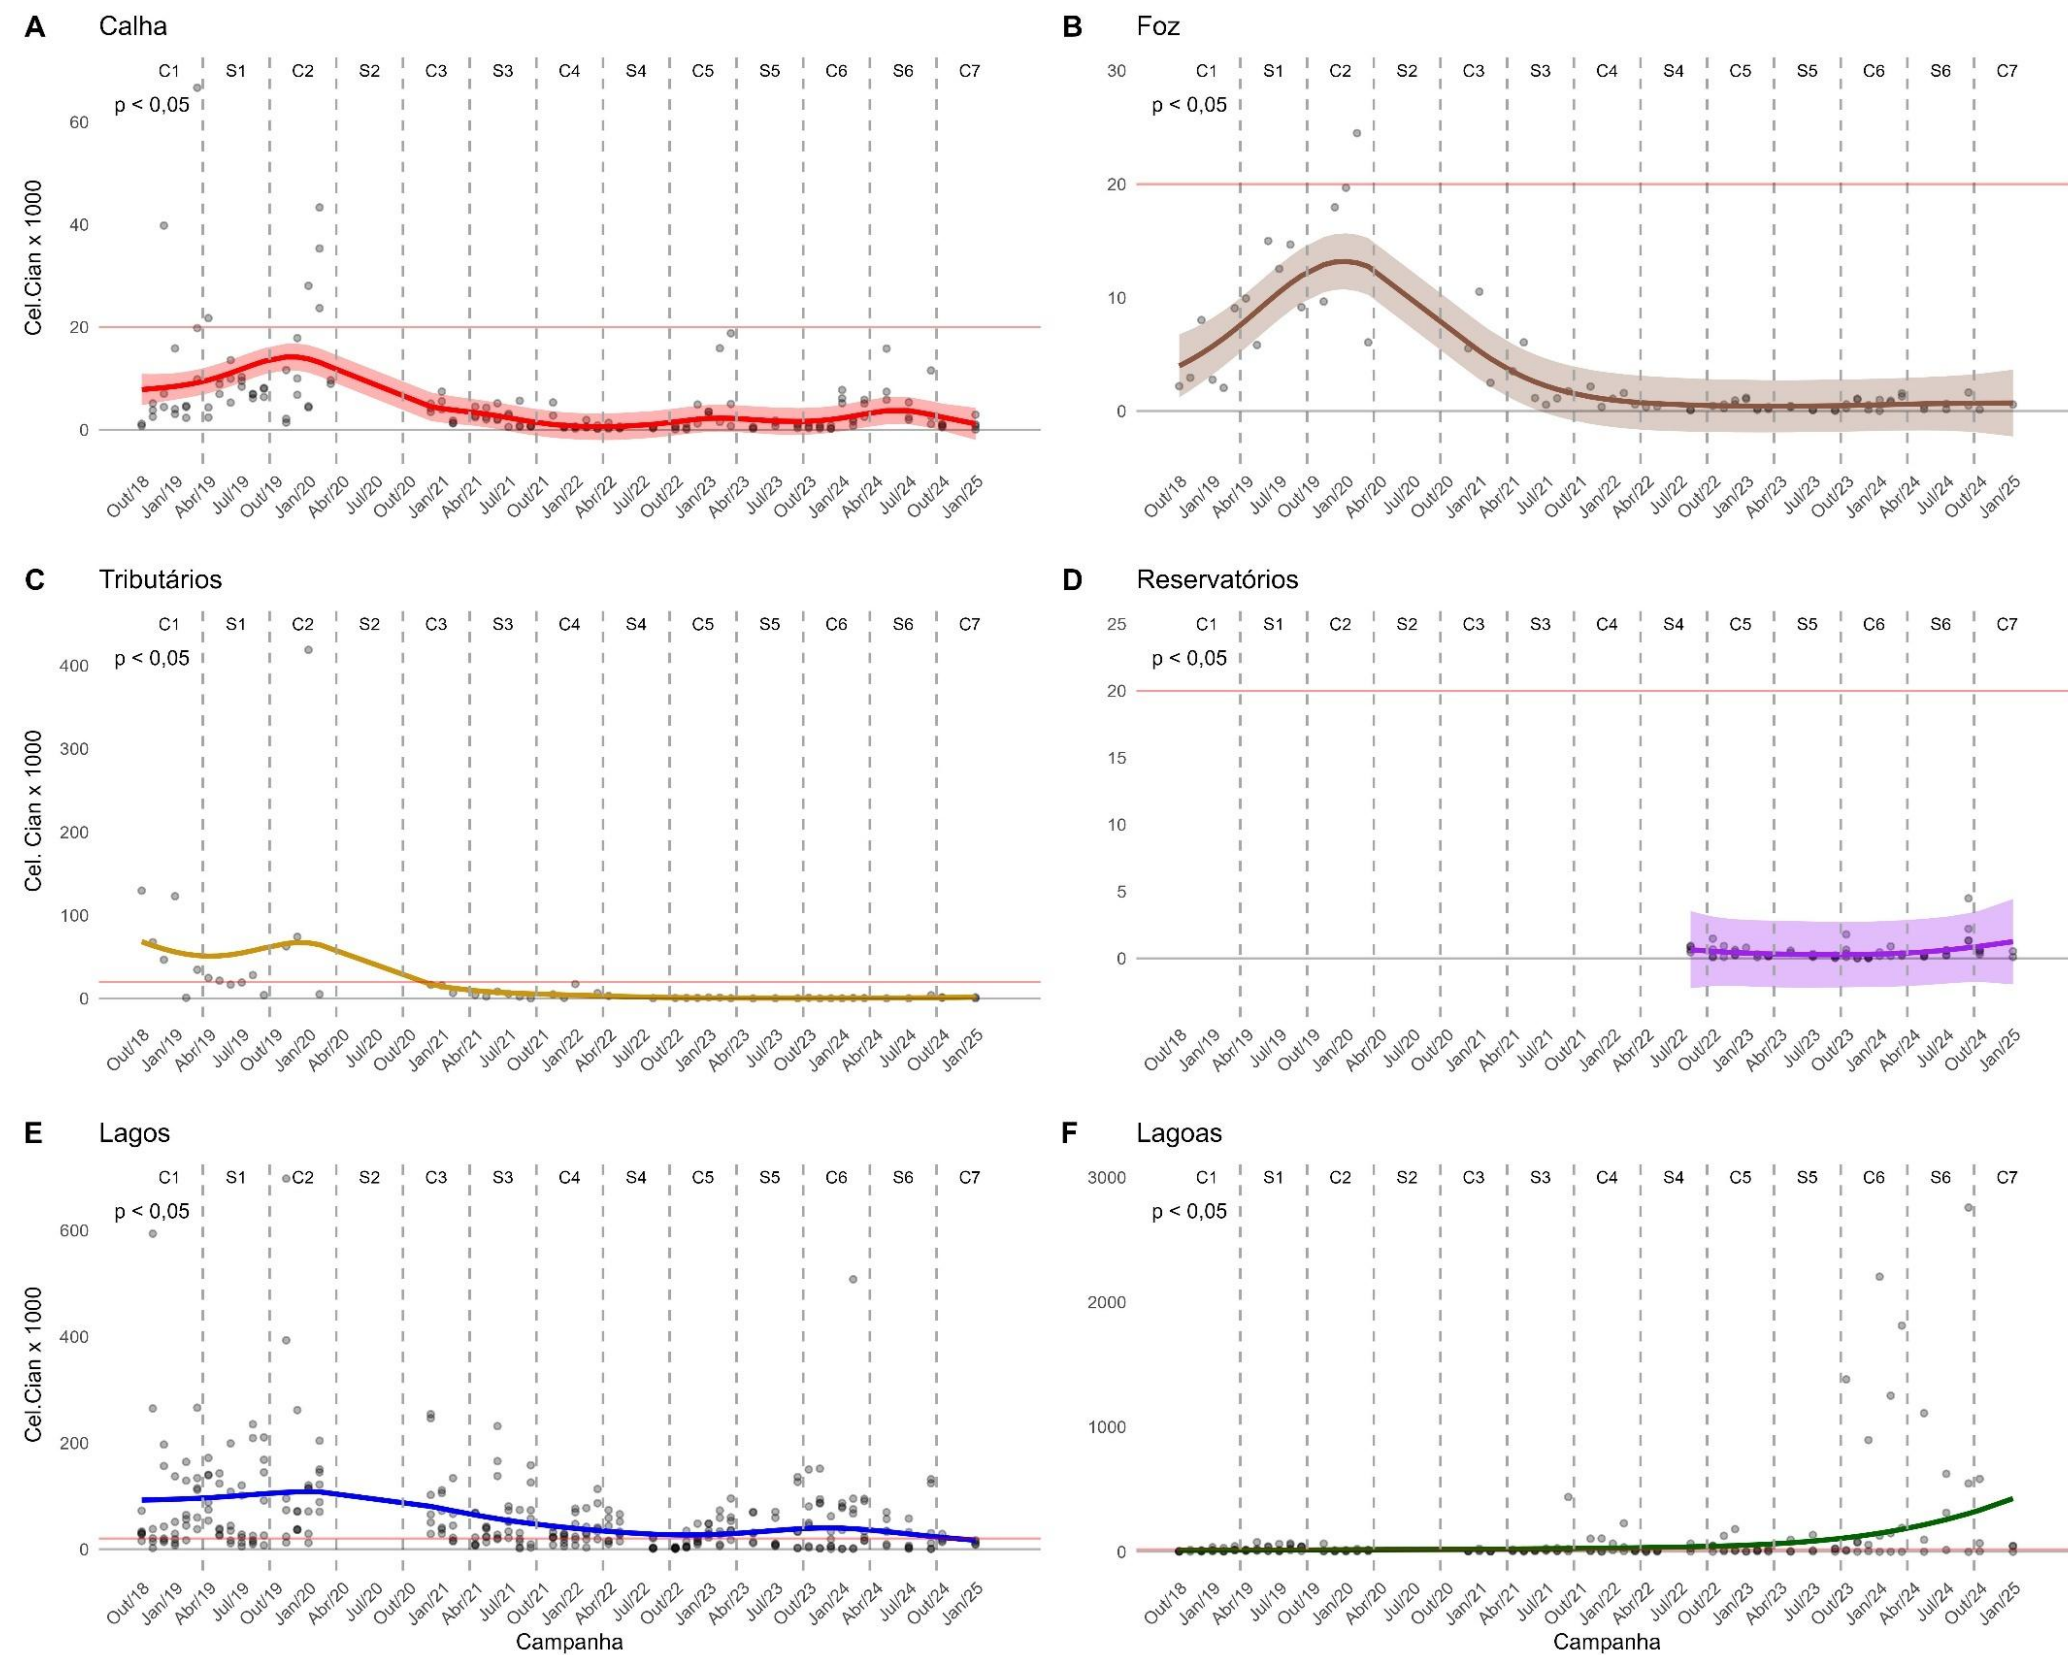 A Calha
C1 S1 C2 S2 C3 S3 C4 S4 C5 S5 C6 S6 C7
p < 0,05
Cel.Cian x 1000
60
40
20
0
Out/18 Jan/19 Abr/19 Jul/19 Out/19 Jan/20 Abr/20 Jul/20 Out/20 Jan/21 Abr/21 Jul/21 Out/21 Jan/22 Abr/22 Jul/22 Out/22 Jan/23 Abr/23 Jul/23 Out/23 Jan/24 Abr/24 Jul/24 Out/24 Jan/25
B Foz
30
C1 S1 C2 S2 C3 S3 C4 S4 C5 S5 C6 S6 C7
p < 0,05
20
10
0
Out/18 Jan/19 Abr/19 Jul/19 Out/19 Jan/20 Abr/20 Jul/20 Out/20 Jan/21 Abr/21 Jul/21 Out/21 Jan/22 Abr/22 Jul/22 Out/22 Jan/23 Abr/23 Jul/23 Out/23 Jan/24 Abr/24 Jul/24 Out/24 Jan/25
C Tributários
C1 S1 C2 S2 C3 S3 C4 S4 C5 S5 C6 S6 C7
p < 0,05
Cel. Cian x 1000
400
300
200
100
0
Out/18 Jan/19 Abr/19 Jul/19 Out/19 Jan/20 Abr/20 Jul/20 Out/20 Jan/21 Abr/21 Jul/21 Out/21 Jan/22 Abr/22 Jul/22 Out/22 Jan/23 Abr/23 Jul/23 Out/23 Jan/24 Abr/24 Jul/24 Out/24 Jan/25
D Reservatórios
25
C1 S1 C2 S2 C3 S3 C4 S4 C5 S5 C6 S6 C7
p < 0,05
20
15
10
5
0
Out/18 Jan/19 Abr/19 Jul/19 Out/19 Jan/20 Abr/20 Jul/20 Out/20 Jan/21 Abr/21 Jul/21 Out/21 Jan/22 Abr/22 Jul/22 Out/22 Jan/23 Abr/23 Jul/23 Out/23 Jan/24 Abr/24 Jul/24 Out/24 Jan/25
E Lagos
C1 S1 C2 S2 C3 S3 C4 S4 C5 S5 C6 S6 C7
p < 0,05
Cel.Cian x 1000
600
400
200
0
Out/18 Jan/19 Abr/19 Jul/19 Out/19 Jan/20 Abr/20 Jul/20 Out/20 Jan/21 Abr/21 Jul/21 Out/21 Jan/22 Abr/22 Jul/22 Out/22 Jan/23 Abr/23 Jul/23 Out/23 Jan/24 Abr/24 Jul/24 Out/24 Jan/25
Campanha
F Lagoas
3000
C1 S1 C2 S2 C3 S3 C4 S4 C5 S5 C6 S6 C7
p < 0,05
2000
1000
0
Out/18 Jan/19 Abr/19 Jul/19 Out/19 Jan/20 Abr/20 Jul/20 Out/20 Jan/21 Abr/21 Jul/21 Out/21 Jan/22 Abr/22 Jul/22 Out/22 Jan/23 Abr/23 Jul/23 Out/23 Jan/24 Abr/24 Jul/24 Out/24 Jan/25
Campanha